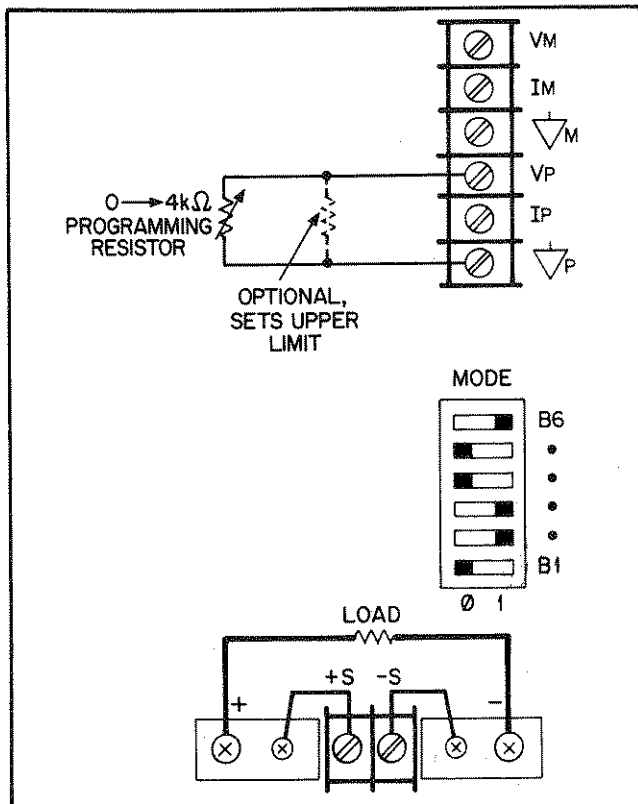 VM
IM
M
VP
IP
P
0→4kΩ
PROGRAMMING
RESISTOR
OPTIONAL,
SETS UPPER
LIMIT
MODE
B6
B1
Ø 1
LOAD
+S -S
+ -